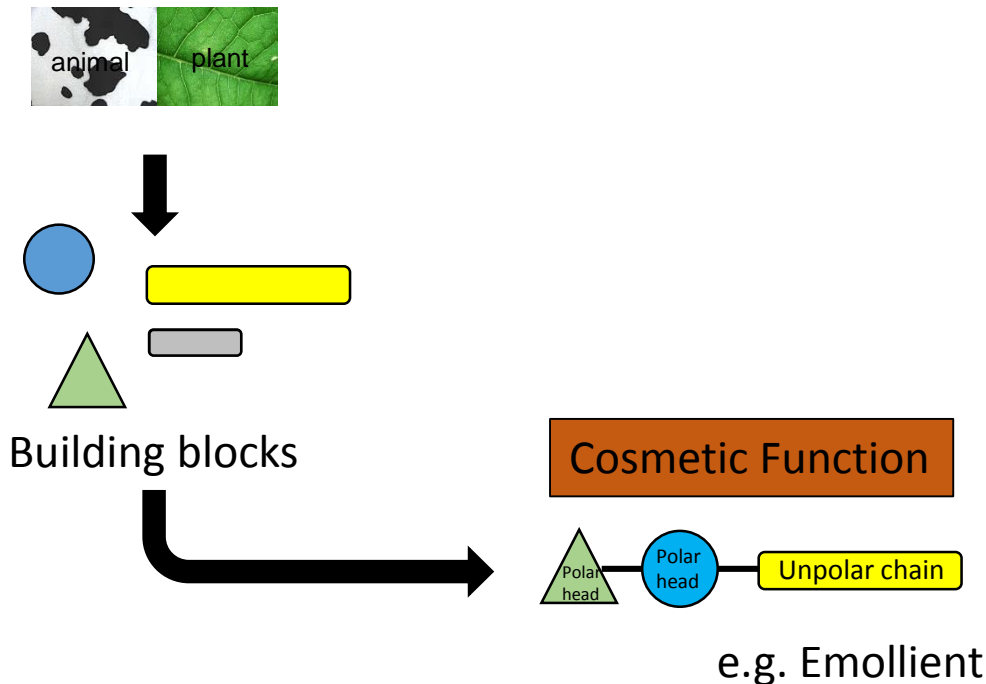 animal
plant
Building blocks
Cosmetic Function
Polar
head
Polar
head
Unpolar chain
e.g. Emollient